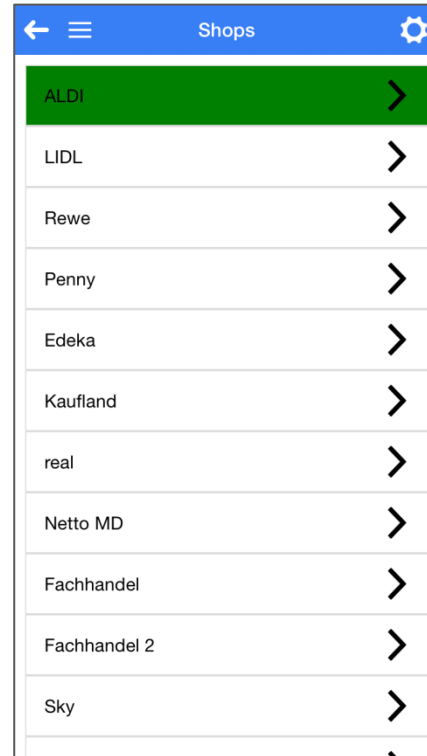 Shops
ALDI
LIDL
Rewe
Penny
Edeka
Kaufland
real
Netto MD
Fachhandel
Fachhandel 2
Sky